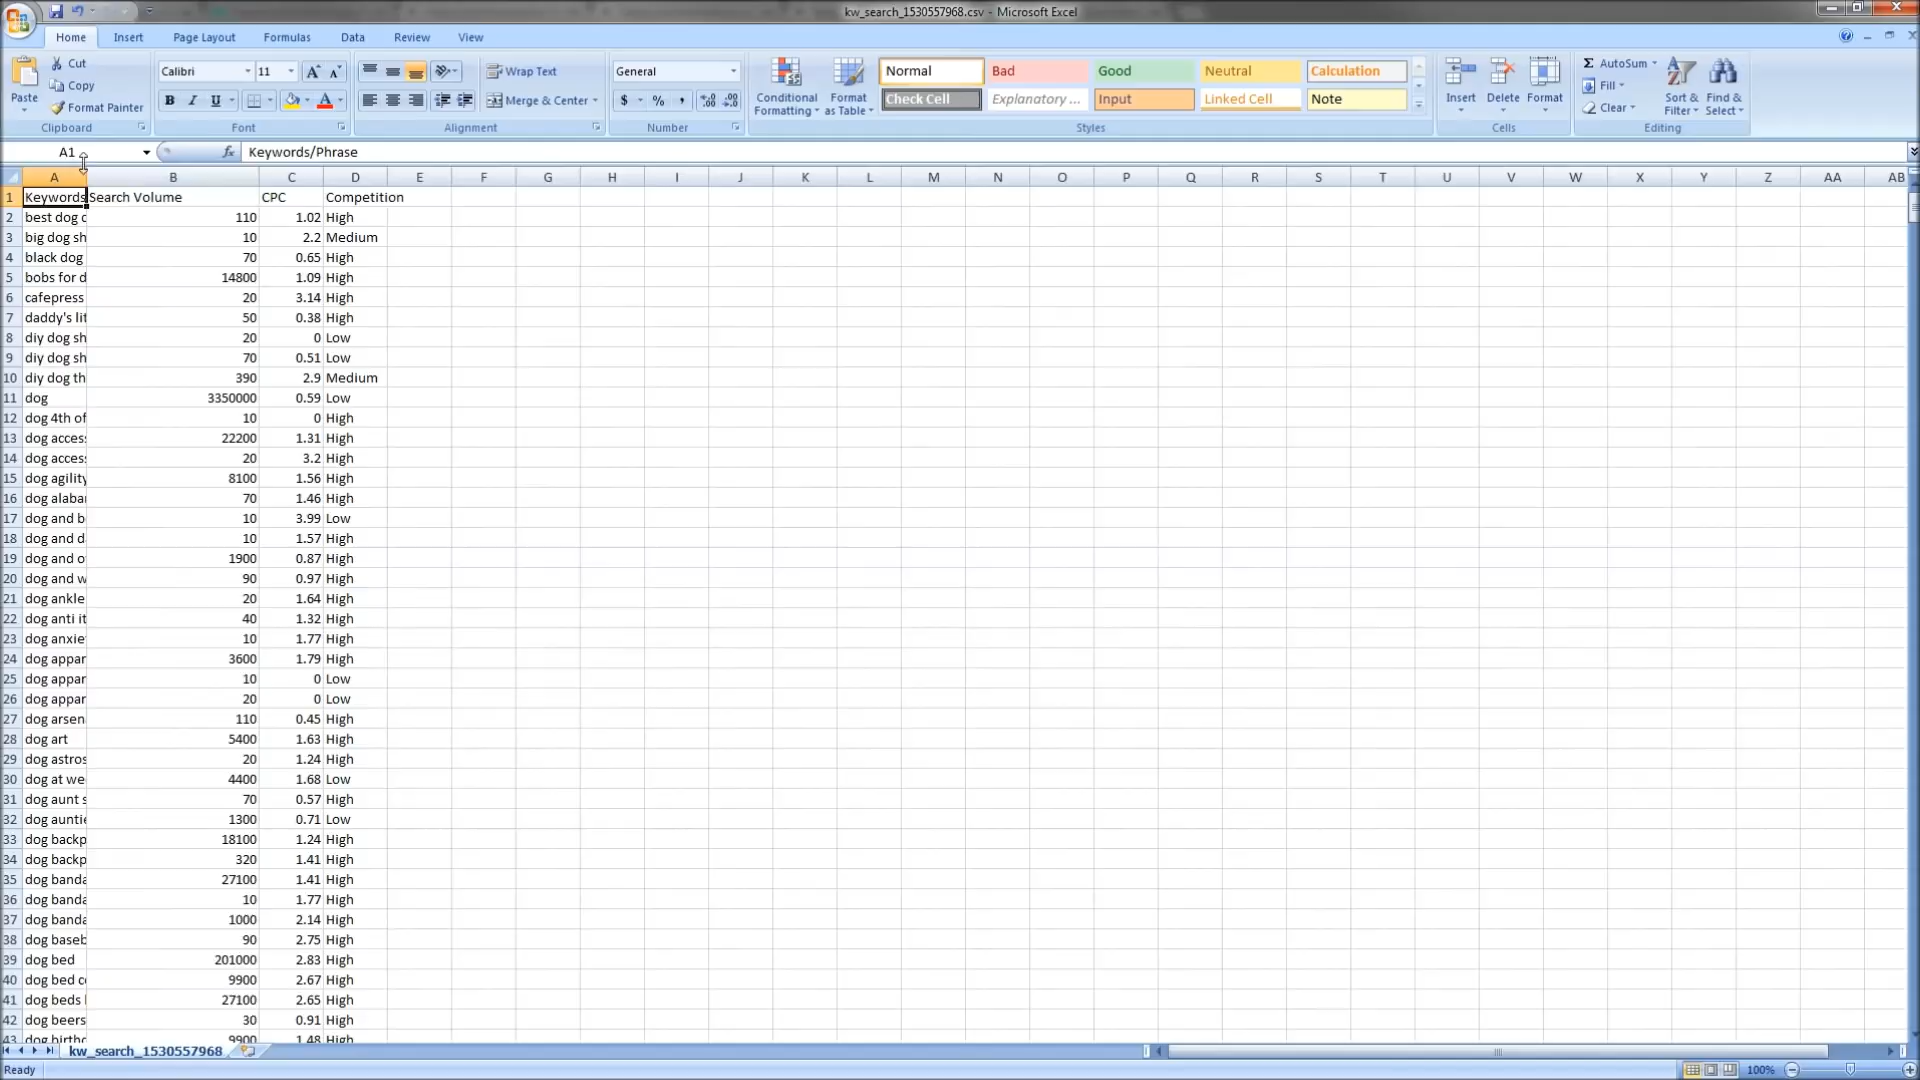 kw_search_1530557968.csv - Microsoft Excel
Home Insert Page Layout Formulas Data Review View
Paste Cut Copy Format Painter Clipboard
Calibri 11 B I U A Font
Wrap Text Merge & Center Alignment
General $ % , Number
Conditional Formatting Format as Table
Normal Bad Good Neutral Calculation
Check Cell Explanatory ... Input Linked Cell Note
Styles
Insert Delete Format Cells
AutoSum Fill Clear Sort & Filter Find & Select Editing
A1 fx Keywords/Phrase
A B C D E F G H I J K L M N O P Q R S T U V W X Y Z AA AB
1 Keywords Search Volume CPC Competition
2 best dog c 110 1.02 High
3 big dog sh 10 2.2 Medium
4 black dog 70 0.65 High
5 bobs for d 14800 1.09 High
6 cafepress 20 3.14 High
7 daddy's lit 50 0.38 High
8 diy dog sh 20 0 Low
9 diy dog sh 70 0.51 Low
10 diy dog th 390 2.9 Medium
11 dog 3350000 0.59 Low
12 dog 4th of 10 0 High
13 dog access 22200 1.31 High
14 dog access 20 3.2 High
15 dog agility 8100 1.56 High
16 dog alabar 70 1.46 High
17 dog and b 10 3.99 Low
18 dog and d 10 1.57 High
19 dog and o 1900 0.87 High
20 dog and w 90 0.97 High
21 dog ankle 20 1.64 High
22 dog anti it 40 1.32 High
23 dog anxie 10 1.77 High
24 dog appar 3600 1.79 High
25 dog appar 10 0 Low
26 dog appar 20 0 Low
27 dog arsen 110 0.45 High
28 dog art 5400 1.63 High
29 dog astros 20 1.24 High
30 dog at we 4400 1.68 Low
31 dog aunt s 70 0.57 High
32 dog auntie 1300 0.71 Low
33 dog backp 18100 1.24 High
34 dog backp 320 1.41 High
35 dog banda 27100 1.41 High
36 dog banda 10 1.77 High
37 dog banda 1000 2.14 High
38 dog baseb 90 2.75 High
39 dog bed 201000 2.83 High
40 dog bed c 9900 2.67 High
41 dog beds 27100 2.65 High
42 dog beers 30 0.91 High
43 dog birthd 9900 1.48 High
kw_search_1530557968
Ready 100%